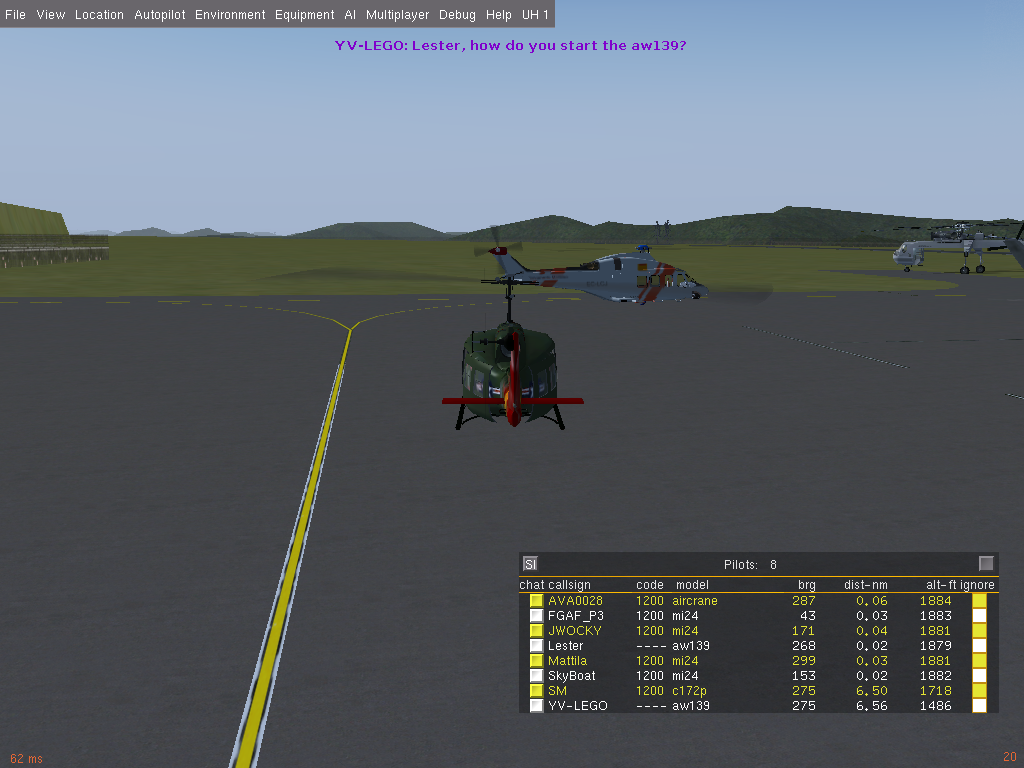 File View Location Autopilot Environment Equipment AI Multiplayer Debug Help UH 1
YV-LEGO: Lester, how do you start the aw139?
SI Pilots: 8
chat callsign code model brg dist-nm alt-ft ignore
AVA0028 1200 aircrane 287 0.06 1884
FGAF_P3 1200 mi24 43 0.03 1883
JWOCKY 1200 mi24 171 0.04 1881
Lester ---- aw139 268 0.02 1879
Mattila 1200 mi24 299 0.03 1881
SkyBoat 1200 mi24 153 0.02 1882
SM 1200 c172p 275 6.50 1718
YV-LEGO ---- aw139 275 6.56 1486
62 ms 20